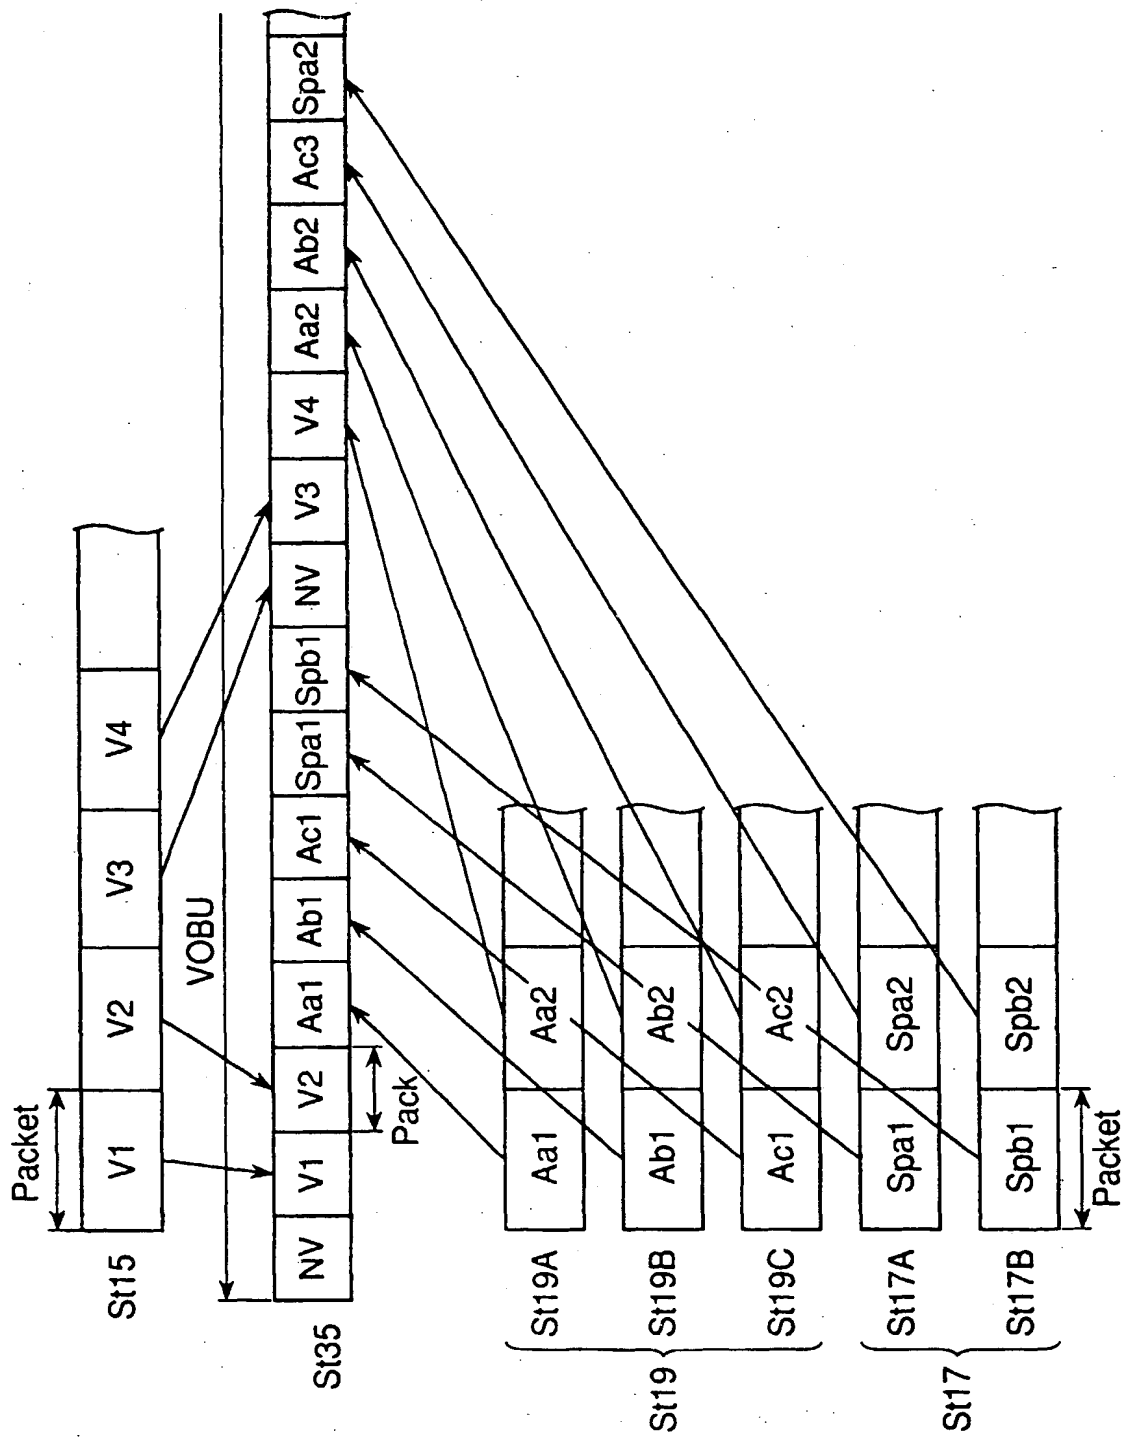 Packet
St15
V1
V2
V3
V4
VOBU
St35
NV
V1
V2
Aa1
Ab1
Ac1
Spa1
Spb1
NV
V3
V4
Aa2
Ab2
Ac3
Spa2
Pack
St19
St19A
Aa1
Aa2
St19B
Ab1
Ab2
St19C
Ac1
Ac2
St17
St17A
Spa1
Spa2
St17B
Spb1
Spb2
Packet